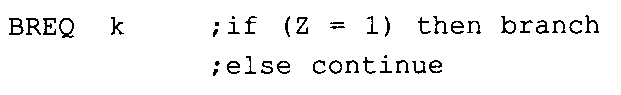 BREQ k ;if (Z = 1) then branch
;else continue